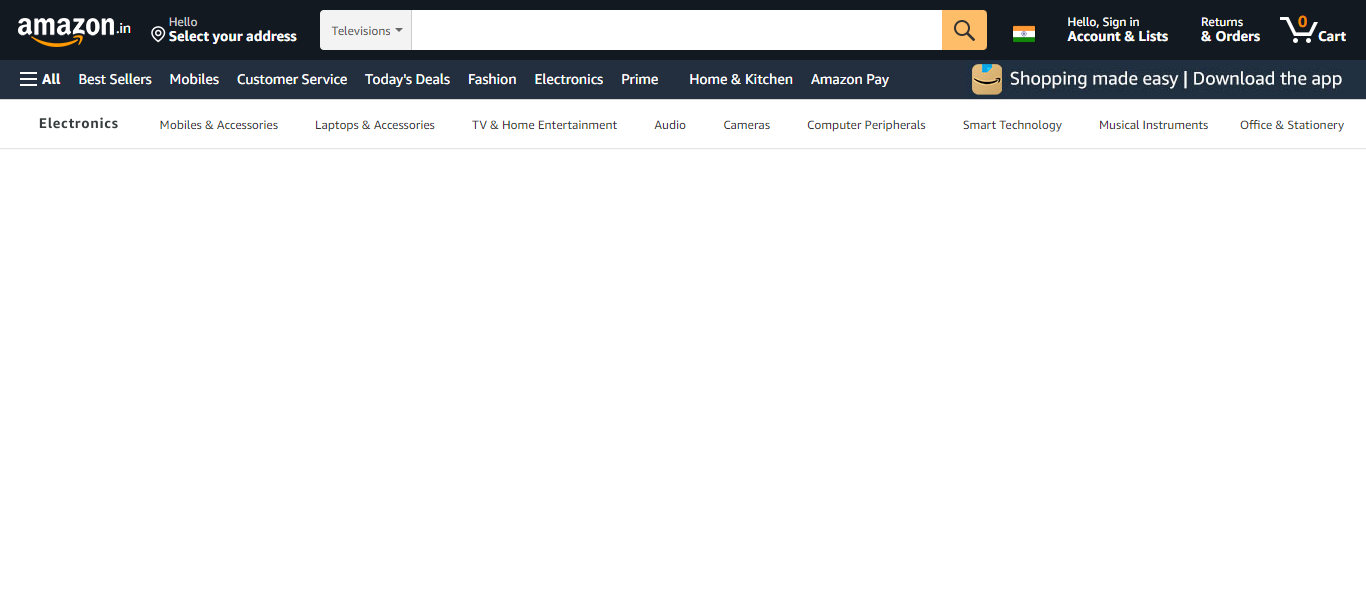 amazon.in
Hello
Select your address
Televisions
Hello, Sign in
Account & Lists
Returns
& Orders
0
Cart
All Best Sellers Mobiles Customer Service Today's Deals Fashion Electronics Prime Home & Kitchen Amazon Pay Shopping made easy | Download the app
Electronics Mobiles & Accessories Laptops & Accessories TV & Home Entertainment Audio Cameras Computer Peripherals Smart Technology Musical Instruments Office & Stationery